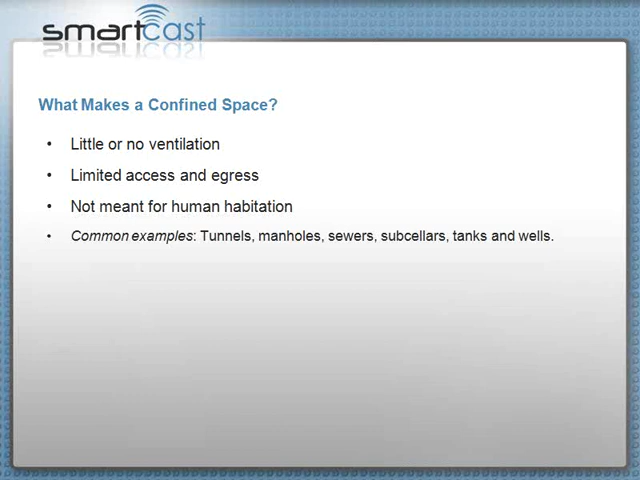 smartcast
What Makes a Confined Space?
• Little or no ventilation
• Limited access and egress
• Not meant for human habitation
• Common examples: Tunnels, manholes, sewers, subcellars, tanks and wells.